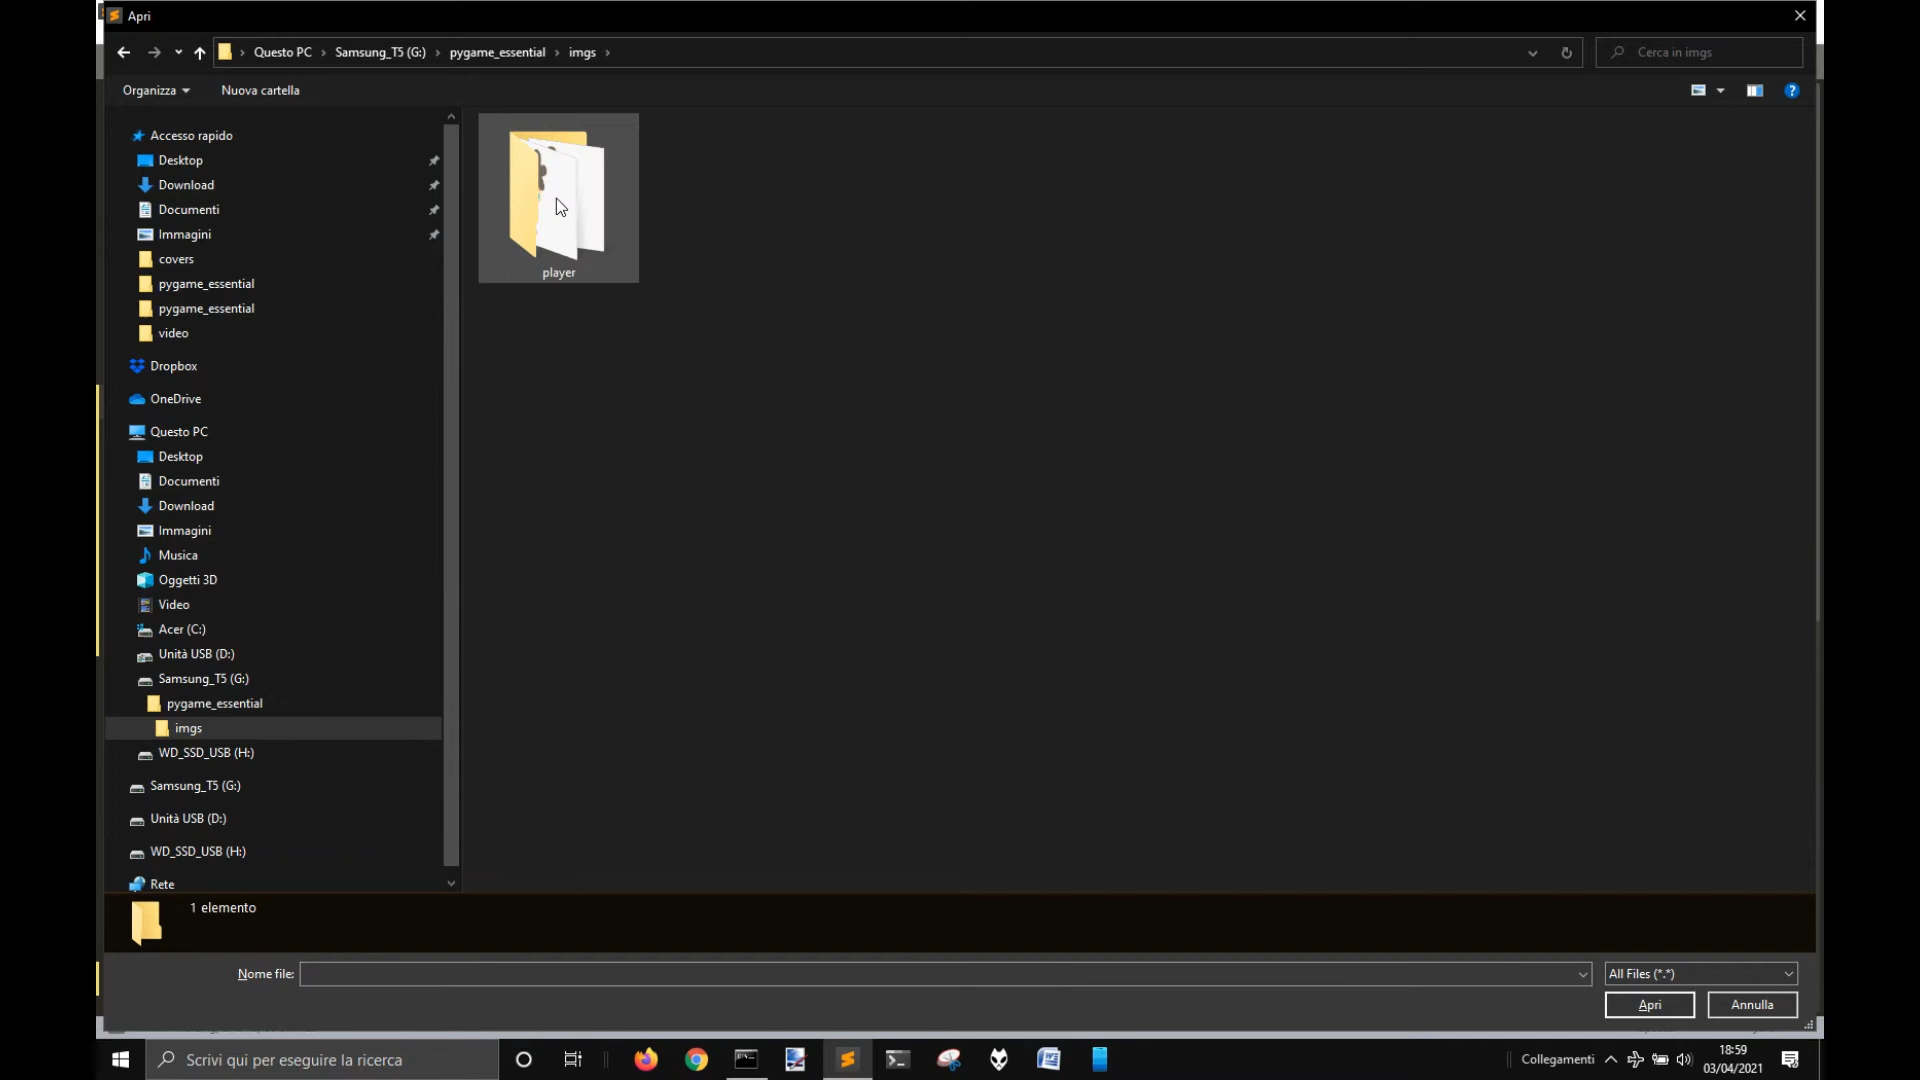 Apri
Questo PC > Samsung_T5 (G:) > pygame_essential > imgs >
Cerca in imgs
Organizza
Nuova cartella
Accesso rapido
Desktop
Download
Documenti
Immagini
covers
pygame_essential
pygame_essential
video
Dropbox
OneDrive
Questo PC
Desktop
Documenti
Download
Immagini
Musica
Oggetti 3D
Video
Acer (C:)
Unità USB (D:)
Samsung_T5 (G:)
pygame_essential
imgs
WD_SSD_USB (H:)
Samsung_T5 (G:)
Unità USB (D:)
WD_SSD_USB (H:)
Rete
player
1 elemento
Nome file:
All Files (*.*)
Apri
Annulla
Scrivi qui per eseguire la ricerca
Collegamenti
18:59
03/04/2021